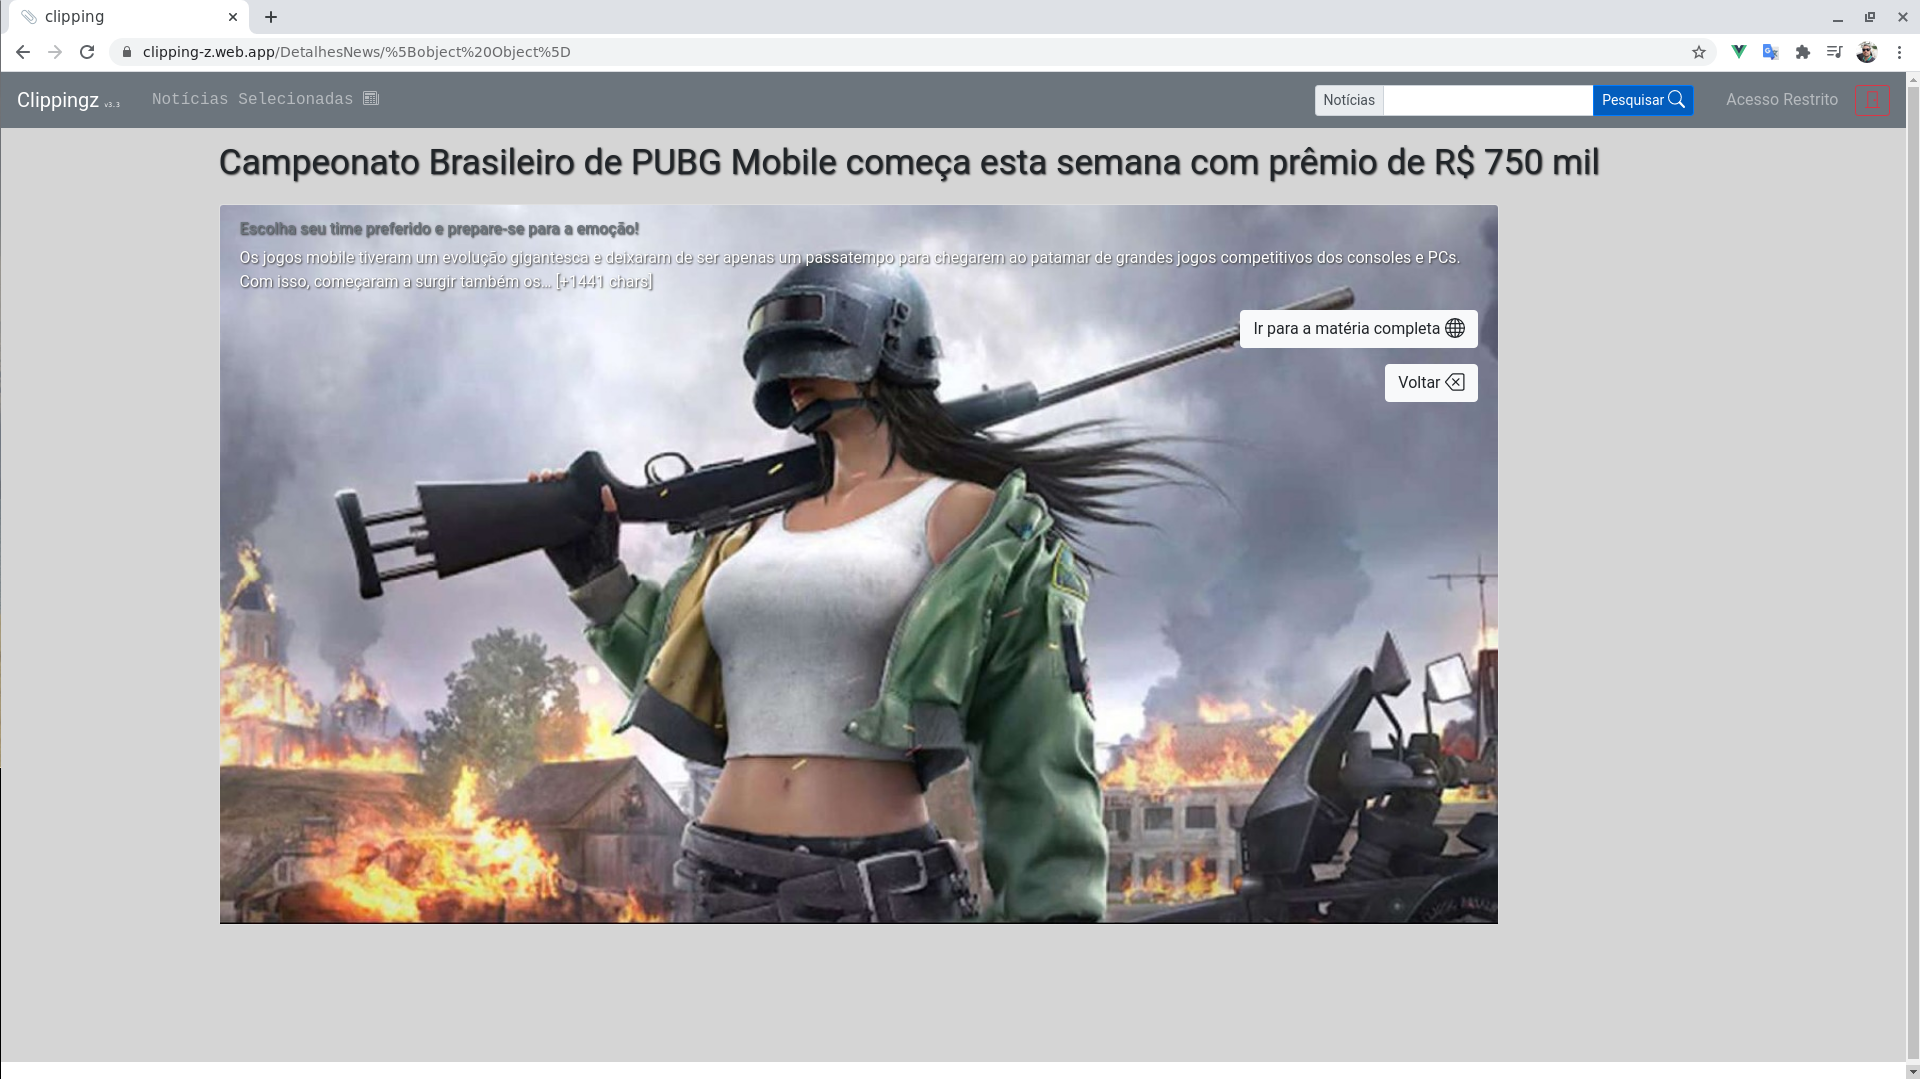 clipping
clipping-z.web.app/DetalhesNews/%5Bobject%20Object%5D
Clippingz v3.3
Notícias Selecionadas
Notícias
Pesquisar
Acesso Restrito
Campeonato Brasileiro de PUBG Mobile começa esta semana com prêmio de R$ 750 mil
Escolha seu time preferido e prepare-se para a emoção!
Os jogos mobile tiveram um evolução gigantesca e deixaram de ser apenas um passatempo para chegarem ao patamar de grandes jogos competitivos dos consoles e PCs.
Com isso, começaram a surgir também os… [+1441 chars]
Ir para a matéria completa
Voltar